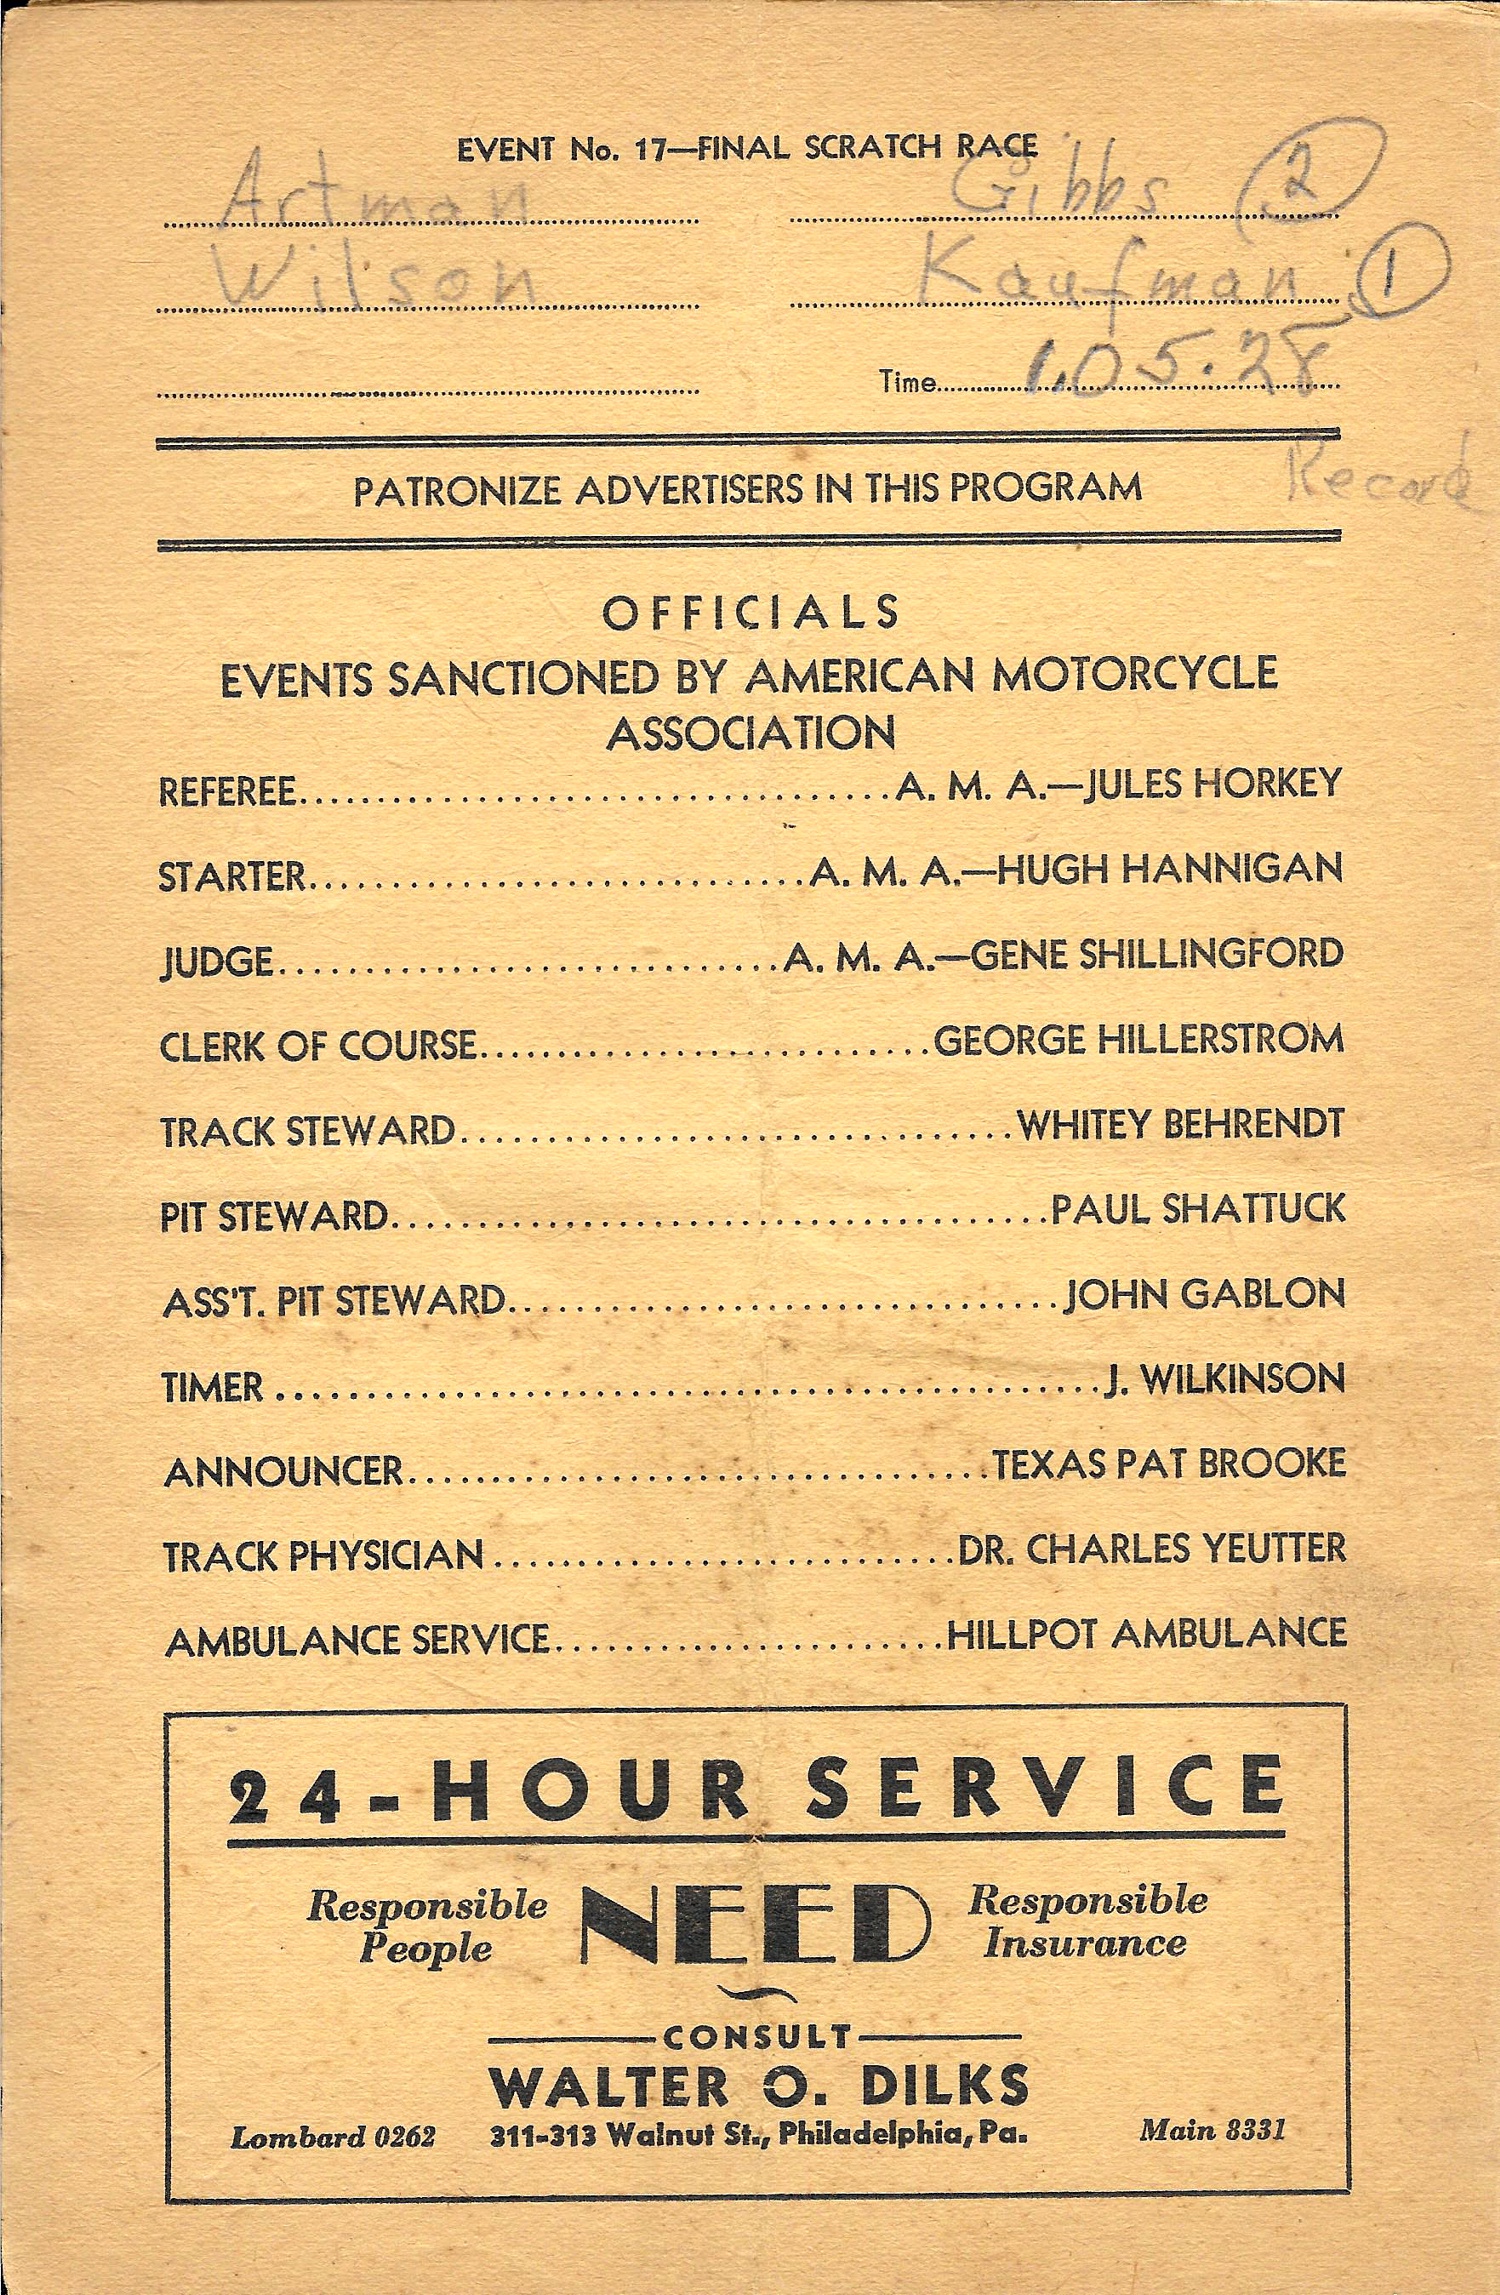 EVENT No. 17—FINAL SCRATCH RACE
Artman Gibbs 2
Wilson Kaufman 1
Time 1.05.28
Record
PATRONIZE ADVERTISERS IN THIS PROGRAM
OFFICIALS
EVENTS SANCTIONED BY AMERICAN MOTORCYCLE
ASSOCIATION
REFEREE A. M. A.—JULES HORKEY
STARTER A. M. A.—HUGH HANNIGAN
JUDGE A. M. A.—GENE SHILLINGFORD
CLERK OF COURSE GEORGE HILLERSTROM
TRACK STEWARD WHITEY BEHRENDT
PIT STEWARD PAUL SHATTUCK
ASS'T. PIT STEWARD JOHN GABLON
TIMER J. WILKINSON
ANNOUNCER TEXAS PAT BROOKE
TRACK PHYSICIAN DR. CHARLES YEUTTER
AMBULANCE SERVICE HILLPOT AMBULANCE
24-HOUR SERVICE
Responsible People NEED Responsible Insurance
CONSULT
WALTER O. DILKS
Lombard 0262 311-313 Walnut St., Philadelphia, Pa. Main 8331